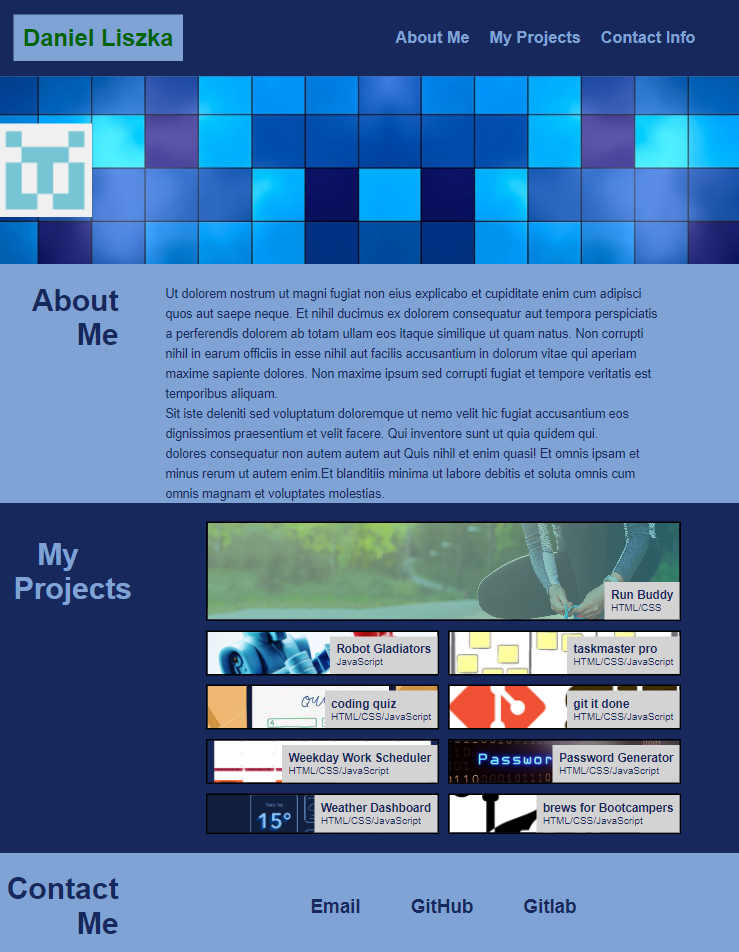 Daniel Liszka
About Me My Projects Contact Info
About
Me
Ut dolorem nostrum ut magni fugiat non eius explicabo et cupiditate enim cum adipisci
quos aut saepe neque. Et nihil ducimus ex dolorem consequatur aut tempora perspiciatis
a perferendis dolorem ab totam ullam eos itaque similique ut quam natus. Non corrupti
nihil in earum officiis in esse nihil aut facilis accusantium in dolorum vitae qui aperiam
maxime sapiente dolores. Non maxime ipsum sed corrupti fugiat et tempore veritatis est
temporibus aliquam.
Sit iste deleniti sed voluptatum doloremque ut nemo velit hic fugiat accusantium eos
dignissimos praesentium et velit facere. Qui inventore sunt ut quia quidem qui.
dolores consequatur non autem autem aut Quis nihil et enim quasi! Et omnis ipsam et
minus rerum ut autem enim.Et blanditiis minima ut labore debitis et soluta omnis cum
omnis magnam et voluptates molestias.
My
Projects
Run Buddy
HTML/CSS
Robot Gladiators
JavaScript
taskmaster pro
HTML/CSS/JavaScript
coding quiz
HTML/CSS/JavaScript
git it done
HTML/CSS/JavaScript
Weekday Work Scheduler
HTML/CSS/JavaScript
Passwor
Password Generator
HTML/CSS/JavaScript
15°
Weather Dashboard
HTML/CSS/JavaScript
brews for Bootcampers
HTML/CSS/JavaScript
Contact
Me
Email GitHub Gitlab